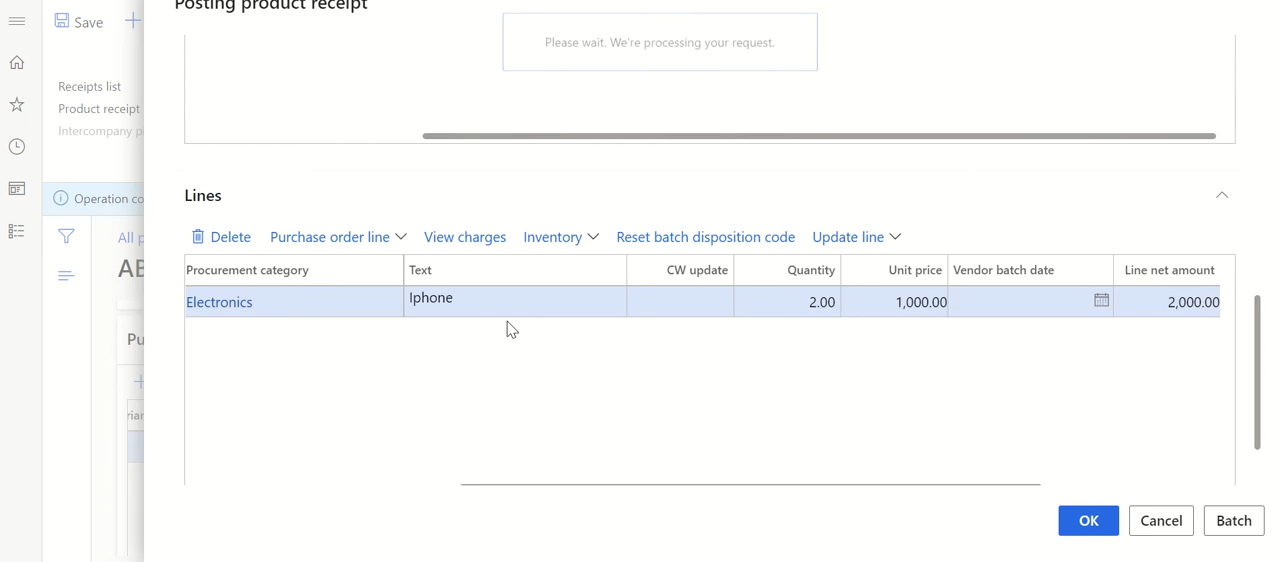 Posting product receipt
Save
Please wait. We're processing your request.
Receipts list
Product receipt
Intercompany p
Operation co
Lines
Delete Purchase order line View charges Inventory Reset batch disposition code Update line
Procurement category Text CW update Quantity Unit price Vendor batch date Line net amount
Electronics Iphone 2.00 1,000.00 2,000.00
All p
AB
Pu
riar
OK Cancel Batch